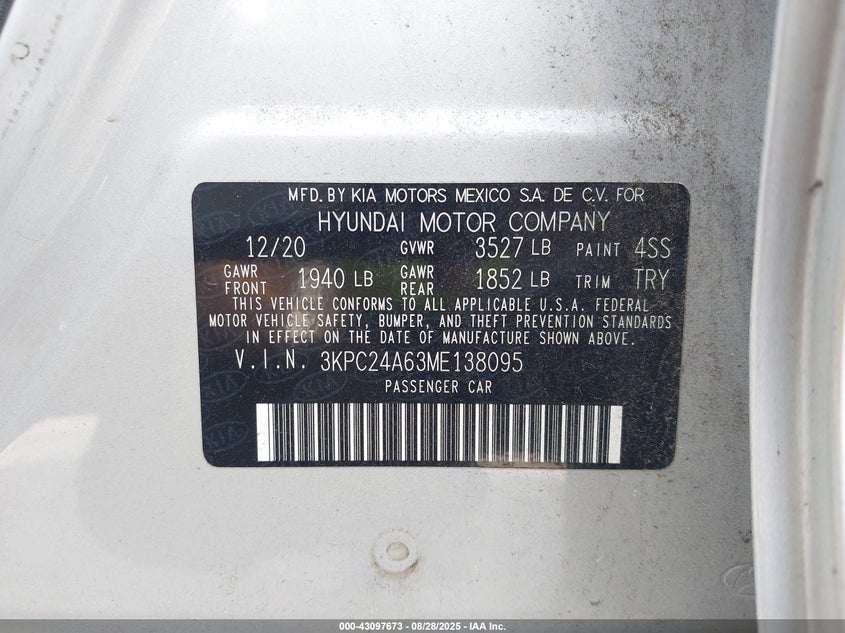 MFD. BY KIA MOTORS MEXICO S.A. DE C.V. FOR
HYUNDAI MOTOR COMPANY
12/20 GVWR 3527 LB PAINT 4SS
GAWR FRONT 1940 LB GAWR REAR 1852 LB TRIM TRY
THIS VEHICLE CONFORMS TO ALL APPLICABLE U.S.A. FEDERAL
MOTOR VEHICLE SAFETY, BUMPER, AND THEFT PREVENTION STANDARDS
IN EFFECT ON THE DATE OF MANUFACTURE SHOWN ABOVE.
V.I.N. 3KPC24A63ME138095
PASSENGER CAR
KIA
000-43097673 / 08/28/2025 - IAA Inc.